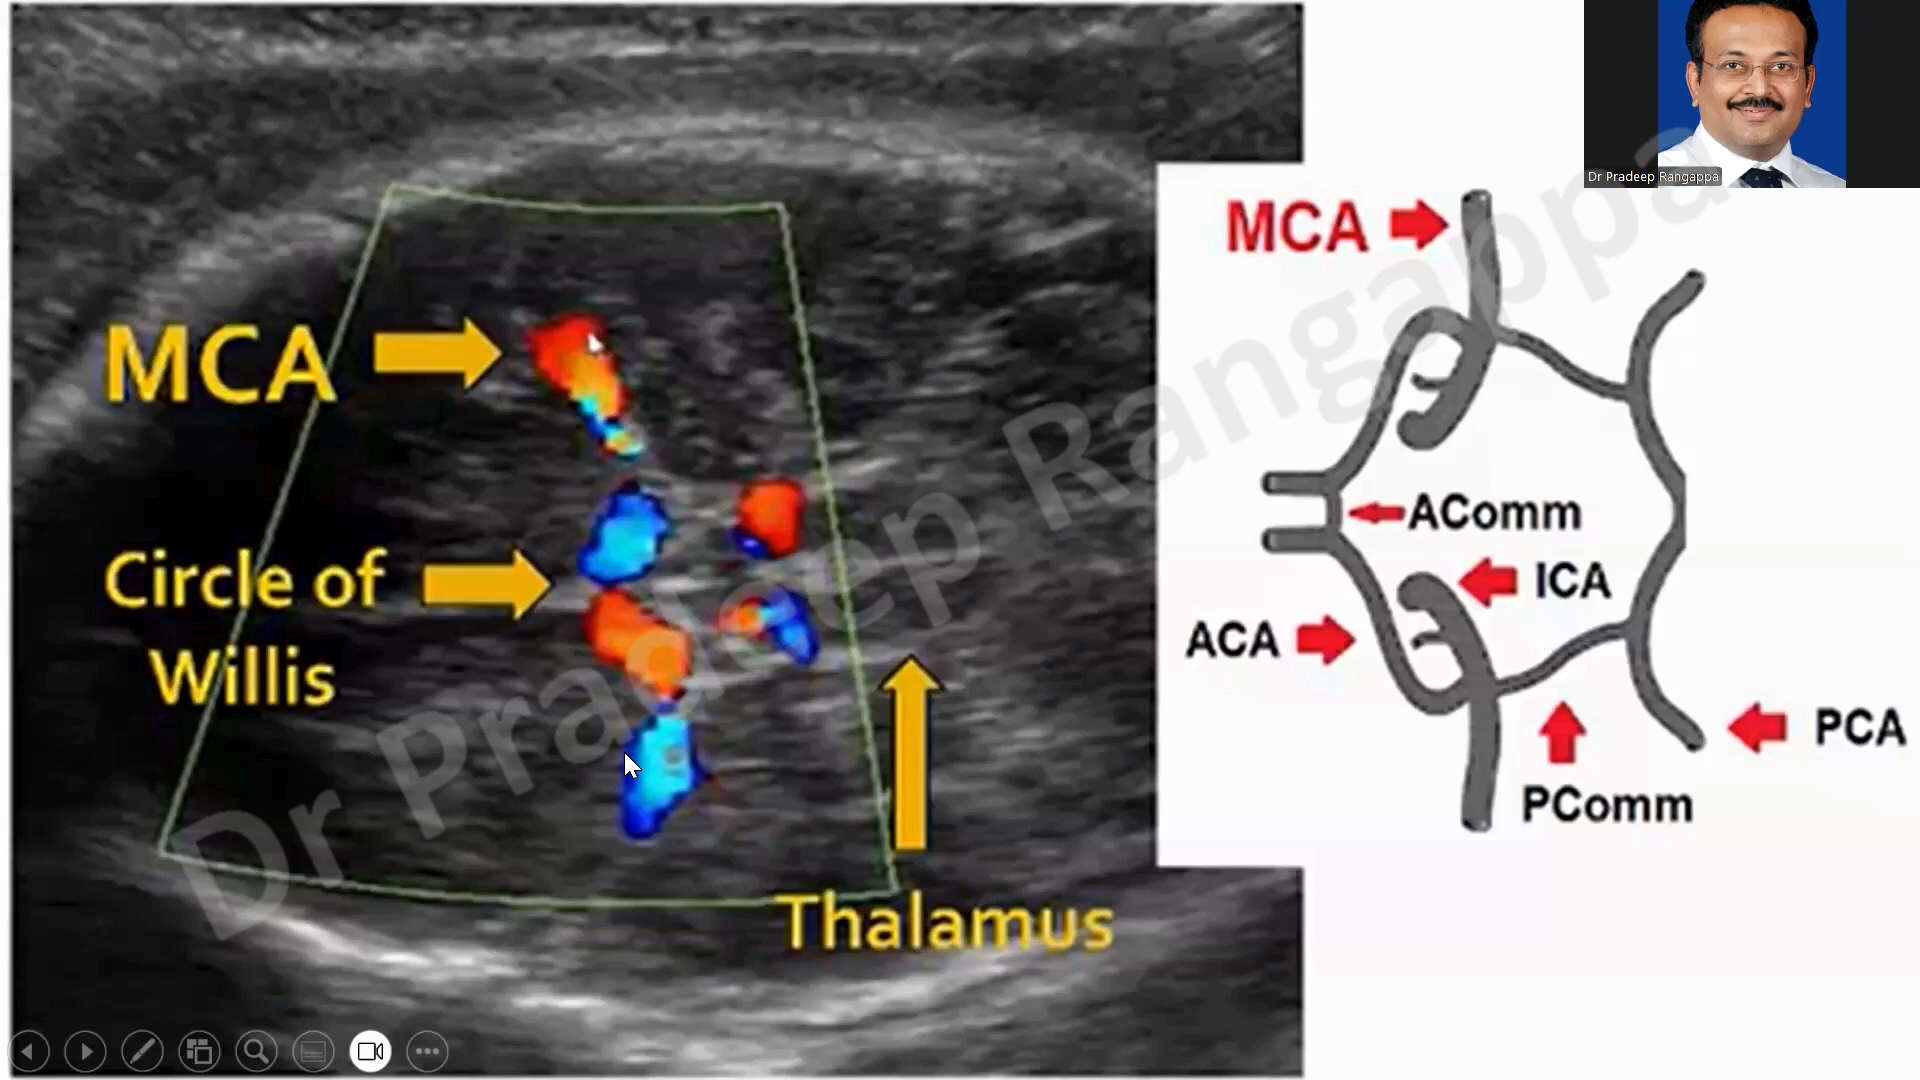 Dr Pradeep Rangappa
MCA
Circle of
Willis
Thalamus
MCA
AComm
ICA
ACA
PCA
PComm
Dr Pradeep Rangappa